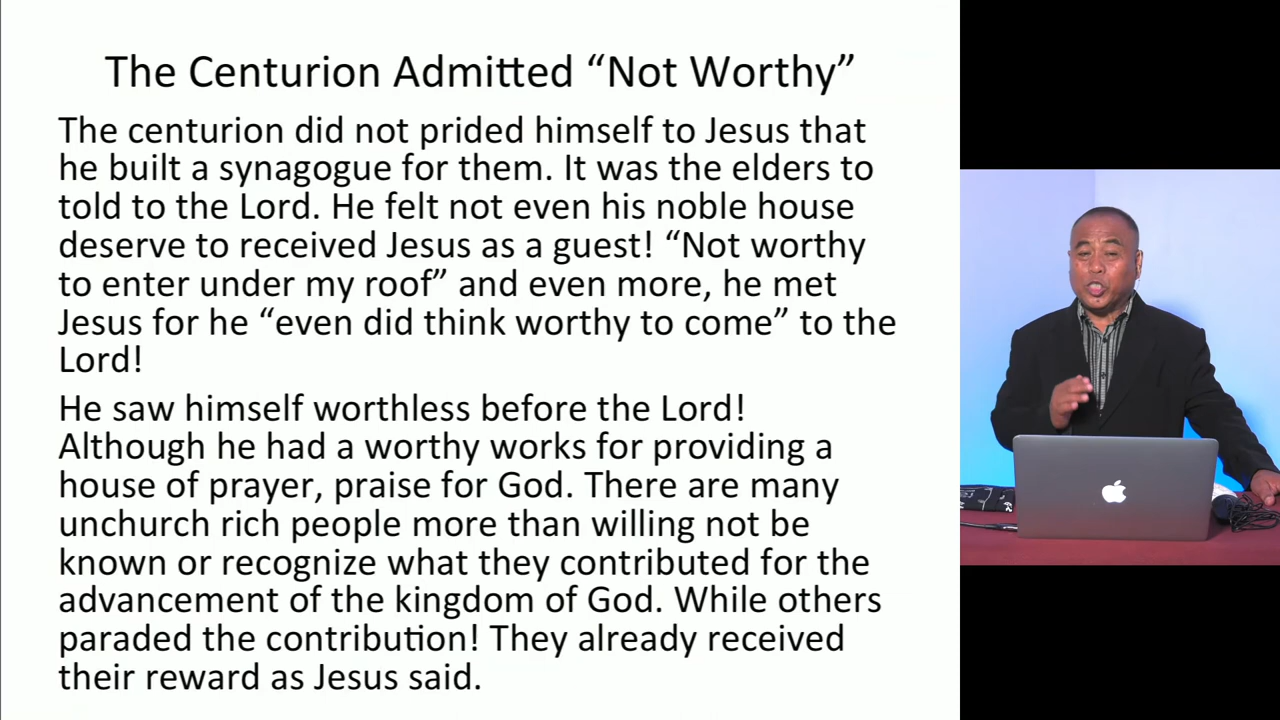 The Centurion Admitted “Not Worthy”
The centurion did not prided himself to Jesus that
he built a synagogue for them. It was the elders to
told to the Lord. He felt not even his noble house
deserve to received Jesus as a guest! “Not worthy
to enter under my roof” and even more, he met
Jesus for he “even did think worthy to come” to the
Lord!
He saw himself worthless before the Lord!
Although he had a worthy works for providing a
house of prayer, praise for God. There are many
unchurch rich people more than willing not be
known or recognize what they contributed for the
advancement of the kingdom of God. While others
paraded the contribution! They already received
their reward as Jesus said.